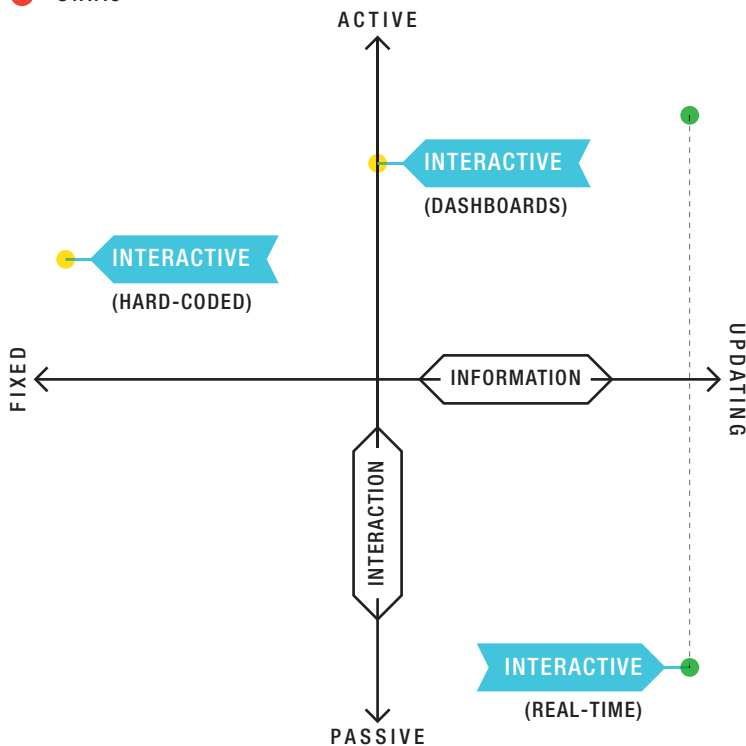 ACTIVE
INTERACTIVE
(DASHBOARDS)
INTERACTIVE
(HARD-CODED)
FIXED
INFORMATION
UPDATING
INTERACTION
INTERACTIVE
(REAL-TIME)
PASSIVE